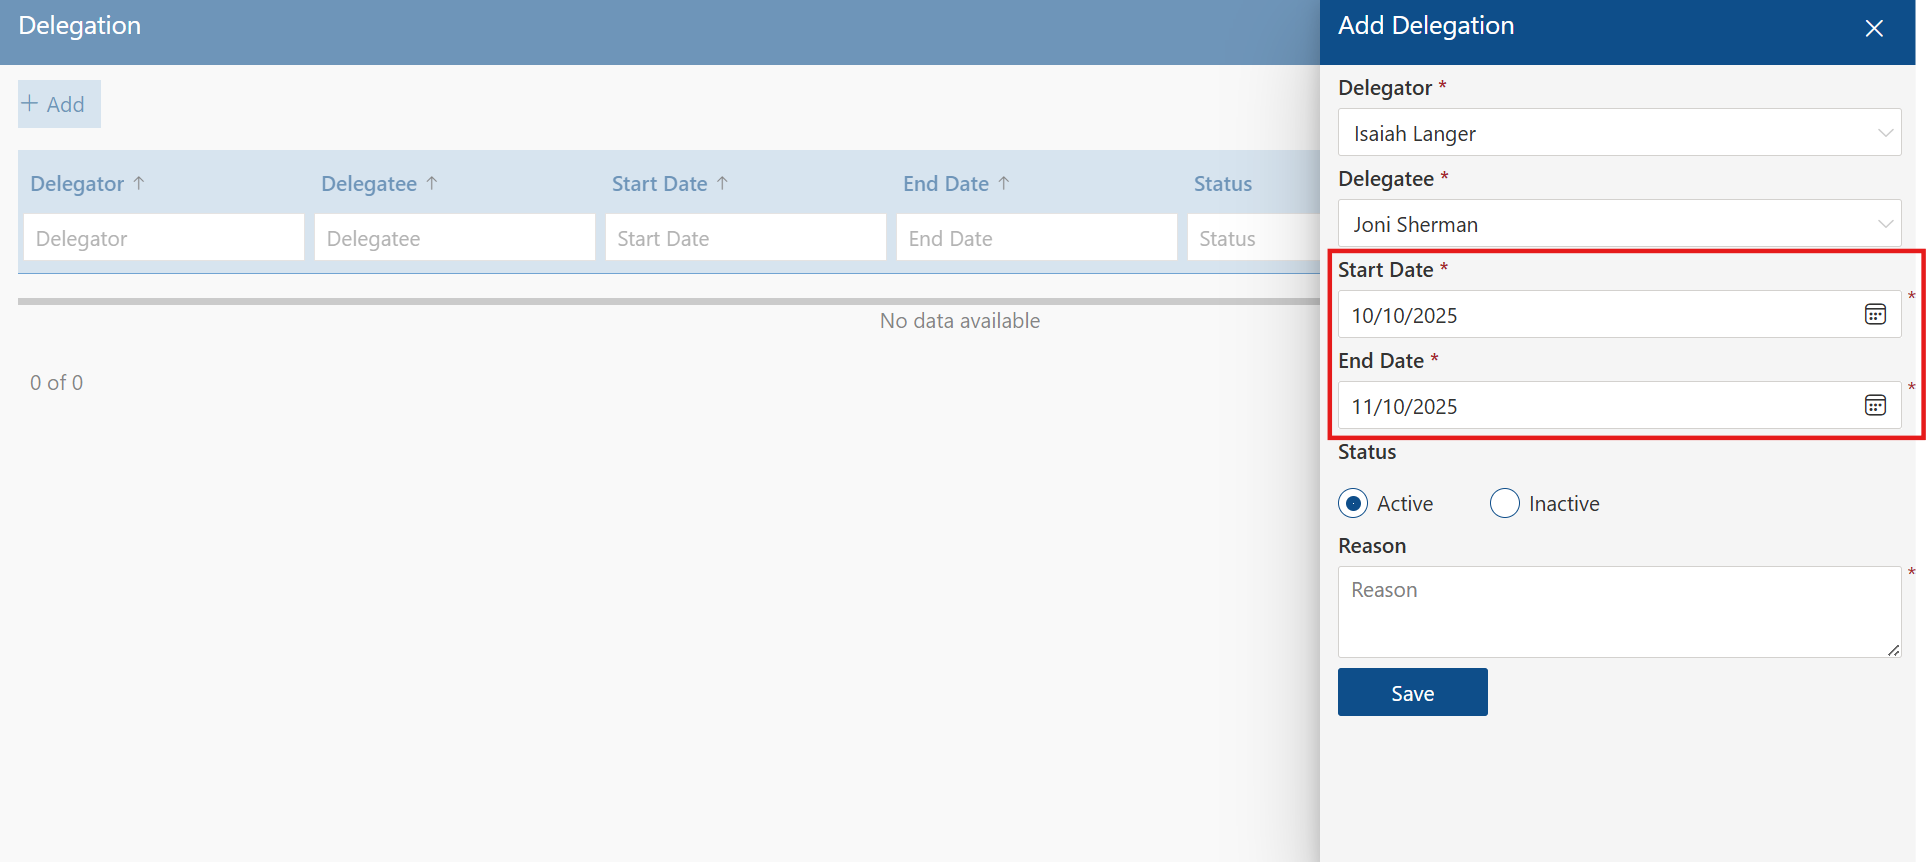 Delegation
+ Add
Delegator ↑ Delegatee ↑ Start Date ↑ End Date ↑ Status
Delegator Delegatee Start Date End Date Status
No data available
0 of 0
Add Delegation
Delegator *
Isaiah Langer
Delegatee *
Joni Sherman
Start Date *
10/10/2025 *
End Date *
11/10/2025 *
Status
Active Inactive
Reason
Reason *
Save